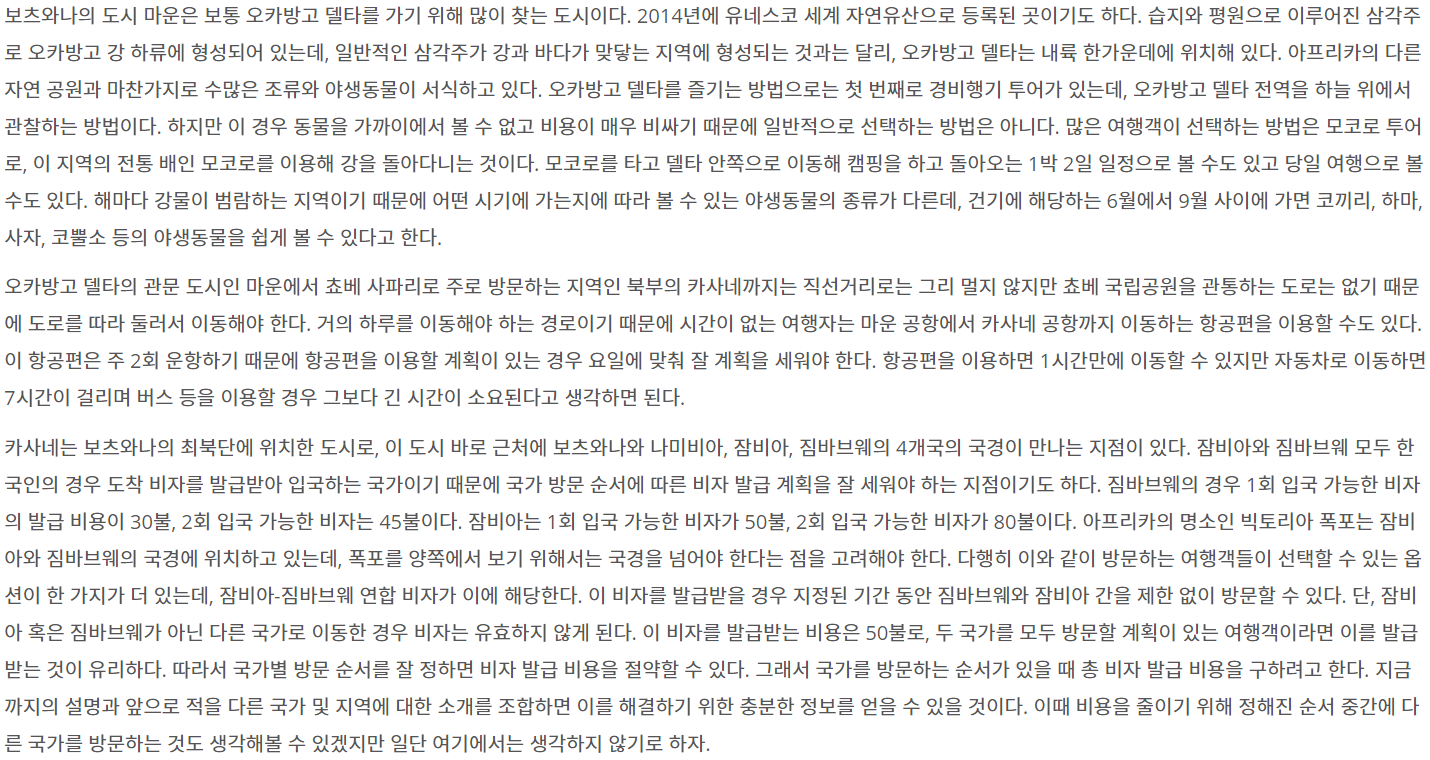 보츠와나의 도시 마운은 보통 오카방고 델타를 가기 위해 많이 찾는 도시이다. 2014년에 유네스코 세계 자연유산으로 등록된 곳이기도 하다. 습지와 평원으로 이루어진 삼각주
로 오카방고 강 하류에 형성되어 있는데, 일반적인 삼각주가 강과 바다가 맞닿는 지역에 형성되는 것과는 달리, 오카방고 델타는 내륙 한가운데에 위치해 있다. 아프리카의 다른
자연 공원과 마찬가지로 수많은 조류와 야생동물이 서식하고 있다. 오카방고 델타를 즐기는 방법으로는 첫 번째로 경비행기 투어가 있는데, 오카방고 델타 전역을 하늘 위에서
관찰하는 방법이다. 하지만 이 경우 동물을 가까이에서 볼 수 없고 비용이 매우 비싸기 때문에 일반적으로 선택하는 방법은 아니다. 많은 여행객이 선택하는 방법은 모코로 투어
로, 이 지역의 전통 배인 모코로를 이용해 강을 돌아다니는 것이다. 모코로를 타고 델타 안쪽으로 이동해 캠핑을 하고 돌아오는 1박 2일 일정으로 볼 수도 있고 당일 여행으로 볼
수도 있다. 해마다 강물이 범람하는 지역이기 때문에 어떤 시기에 가는지에 따라 볼 수 있는 야생동물의 종류가 다른데, 건기에 해당하는 6월에서 9월 사이에 가면 코끼리, 하마,
사자, 코뿔소 등의 야생동물을 쉽게 볼 수 있다고 한다.
오카방고 델타의 관문 도시인 마운에서 쵸베 사파리로 주로 방문하는 지역인 북부의 카사네까지는 직선거리로는 그리 멀지 않지만 쵸베 국립공원을 관통하는 도로는 없기 때문
에 도로를 따라 둘러서 이동해야 한다. 거의 하루를 이동해야 하는 경로이기 때문에 시간이 없는 여행자는 마운 공항에서 카사네 공항까지 이동하는 항공편을 이용할 수도 있다.
이 항공편은 주 2회 운항하기 때문에 항공편을 이용할 계획이 있는 경우 요일에 맞춰 잘 계획을 세워야 한다. 항공편을 이용하면 1시간만에 이동할 수 있지만 자동차로 이동하면
7시간이 걸리며 버스 등을 이용할 경우 그보다 긴 시간이 소요된다고 생각하면 된다.
카사네는 보츠와나의 최북단에 위치한 도시로, 이 도시 바로 근처에 보츠와나와 나미비아, 잠비아, 짐바브웨의 4개국의 국경이 만나는 지점이 있다. 잠비아와 짐바브웨 모두 한
국인의 경우 도착 비자를 발급받아 입국하는 국가이기 때문에 국가 방문 순서에 따른 비자 발급 계획을 잘 세워야 하는 지점이기도 하다. 짐바브웨의 경우 1회 입국 가능한 비자
의 발급 비용이 30불, 2회 입국 가능한 비자는 45불이다. 잠비아는 1회 입국 가능한 비자가 50불, 2회 입국 가능한 비자가 80불이다. 아프리카의 명소인 빅토리아 폭포는 잠비
아와 짐바브웨의 국경에 위치하고 있는데, 폭포를 양쪽에서 보기 위해서는 국경을 넘어야 한다는 점을 고려해야 한다. 다행히 이와 같이 방문하는 여행객들이 선택할 수 있는 옵
션이 한 가지가 더 있는데, 잠비아-짐바브웨 연합 비자가 이에 해당한다. 이 비자를 발급받을 경우 지정된 기간 동안 짐바브웨와 잠비아 간을 제한 없이 방문할 수 있다. 단, 잠비
아 혹은 짐바브웨가 아닌 다른 국가로 이동한 경우 비자는 유효하지 않게 된다. 이 비자를 발급받는 비용은 50불로, 두 국가를 모두 방문할 계획이 있는 여행객이라면 이를 발급
받는 것이 유리하다. 따라서 국가별 방문 순서를 잘 정하면 비자 발급 비용을 절약할 수 있다. 그래서 국가를 방문하는 순서가 있을 때 총 비자 발급 비용을 구하려고 한다. 지금
까지의 설명과 앞으로 적을 다른 국가 및 지역에 대한 소개를 조합하면 이를 해결하기 위한 충분한 정보를 얻을 수 있을 것이다. 이때 비용을 줄이기 위해 정해진 순서 중간에 다
른 국가를 방문하는 것도 생각해볼 수 있겠지만 일단 여기에서는 생각하지 않기로 하자.